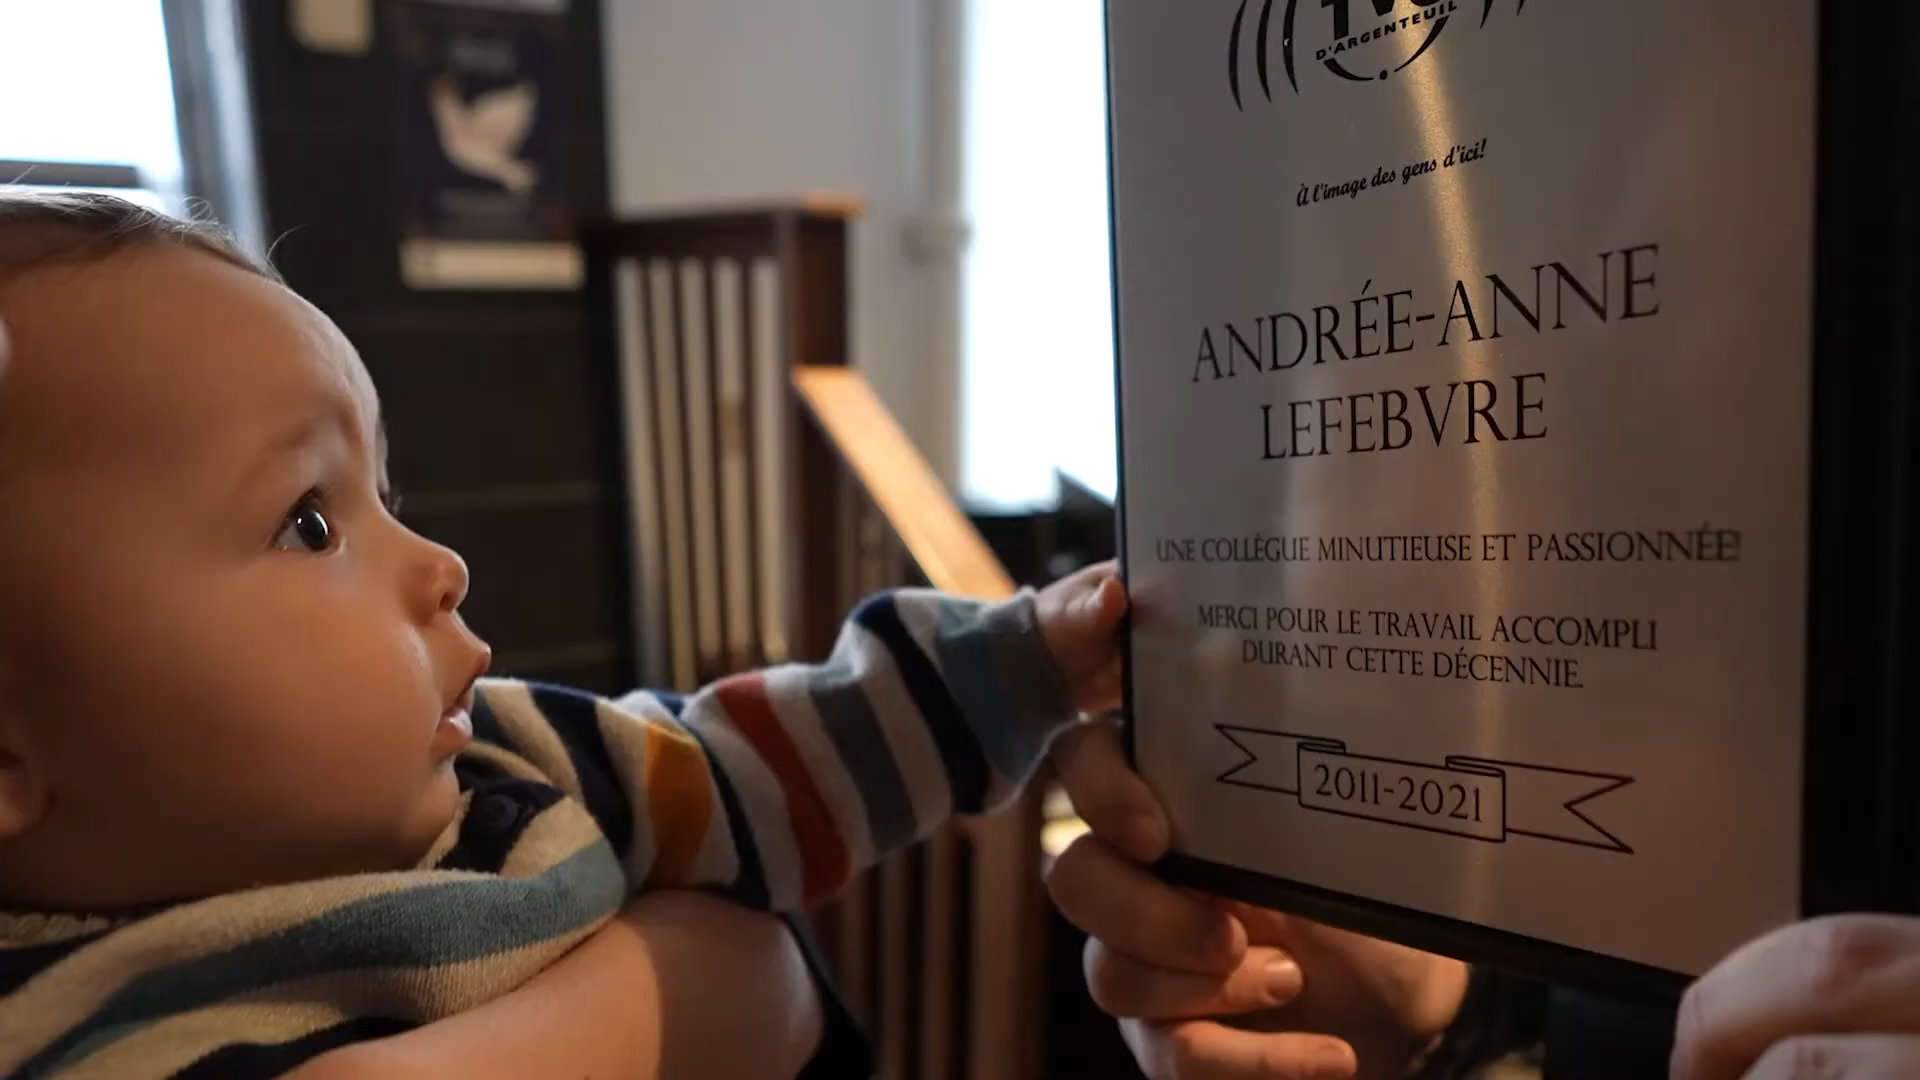 TVC
D'ARGENTEUIL
À l'image des gens d'ici!
ANDRÉE-ANNE
LEFEBVRE
UNE COLLÈGUE MINUTIEUSE ET PASSIONNÉE!
MERCI POUR LE TRAVAIL ACCOMPLI
DURANT CETTE DÉCENNIE.
2011-2021